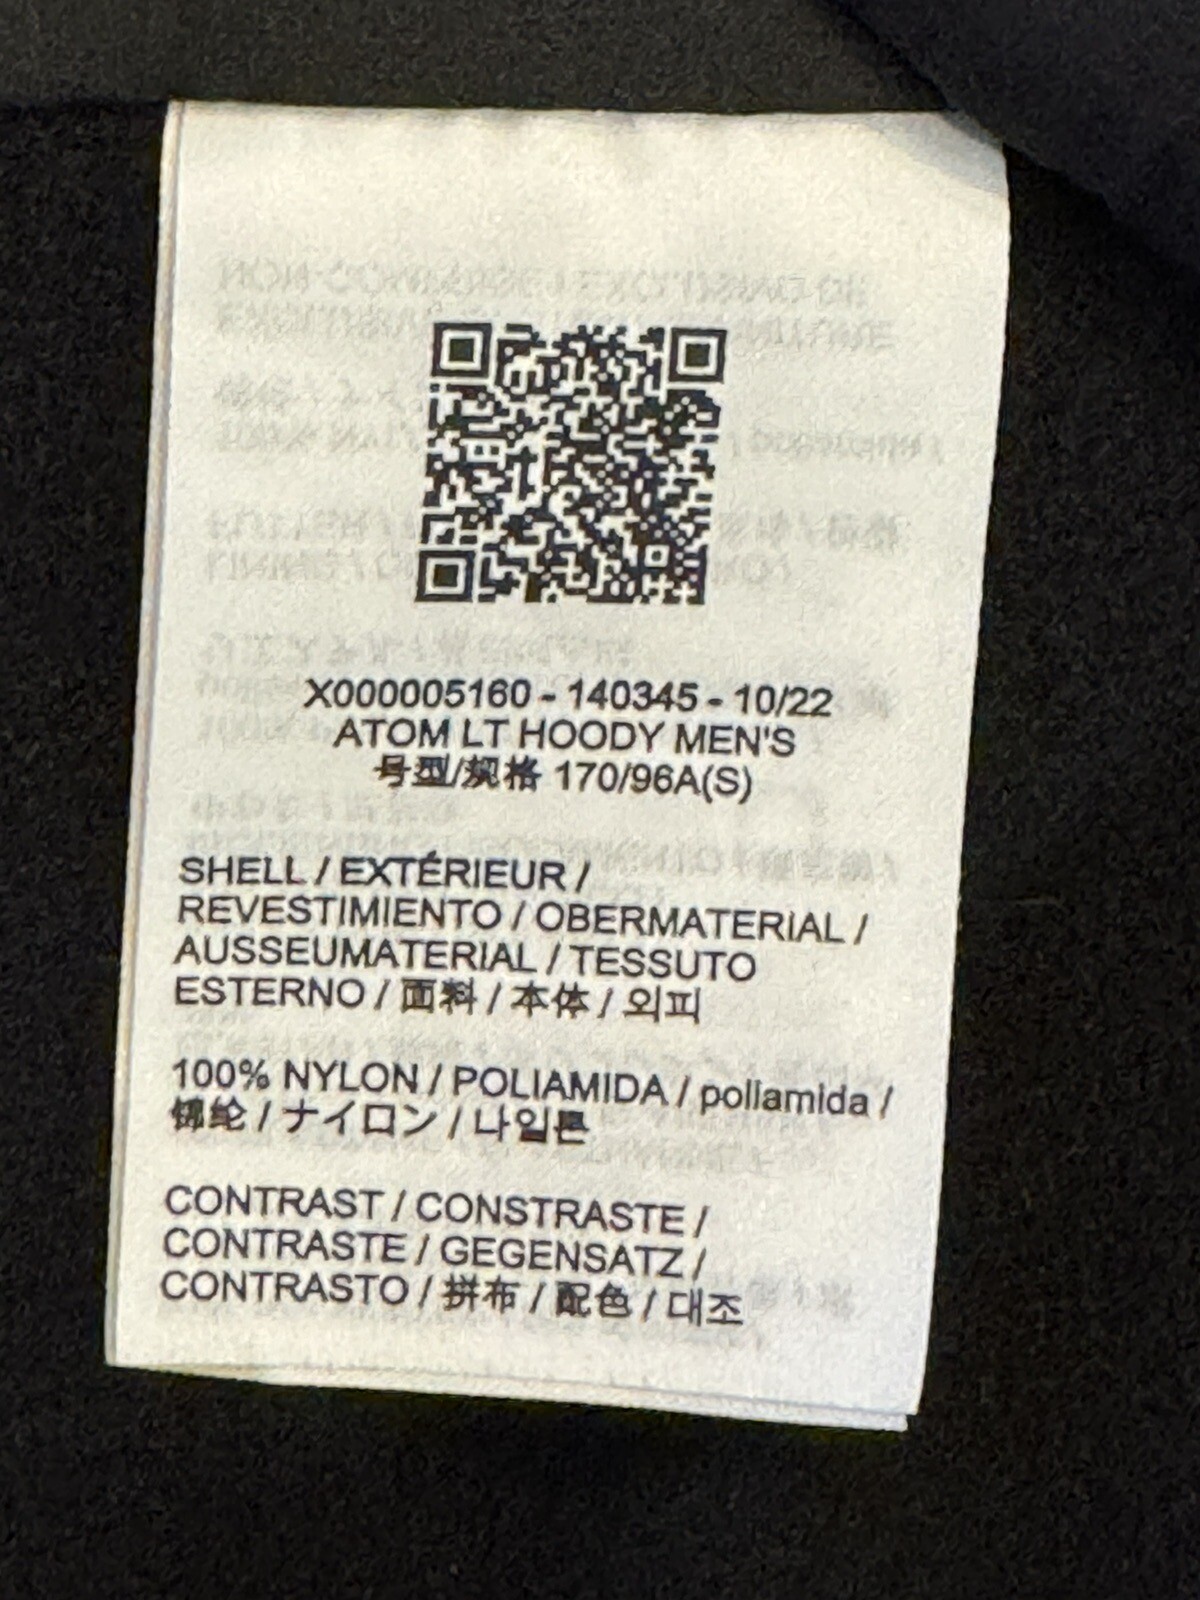 X000005160 - 140345 - 10/22
ATOM LT HOODY MEN'S
号型/规格 170/96A(S)
SHELL / EXTÉRIEUR /
REVESTIMIENTO / OBERMATERIAL /
AUSSEUMATERIAL / TESSUTO
ESTERNO / 面料 / 本体 / 외피
100% NYLON / POLIAMIDA / poliamida /
锦纶 / ナイロン / 나일론
CONTRAST / CONSTRASTE /
CONTRASTE / GEGENSATZ /
CONTRASTO / 拼布 / 配色 / 대조